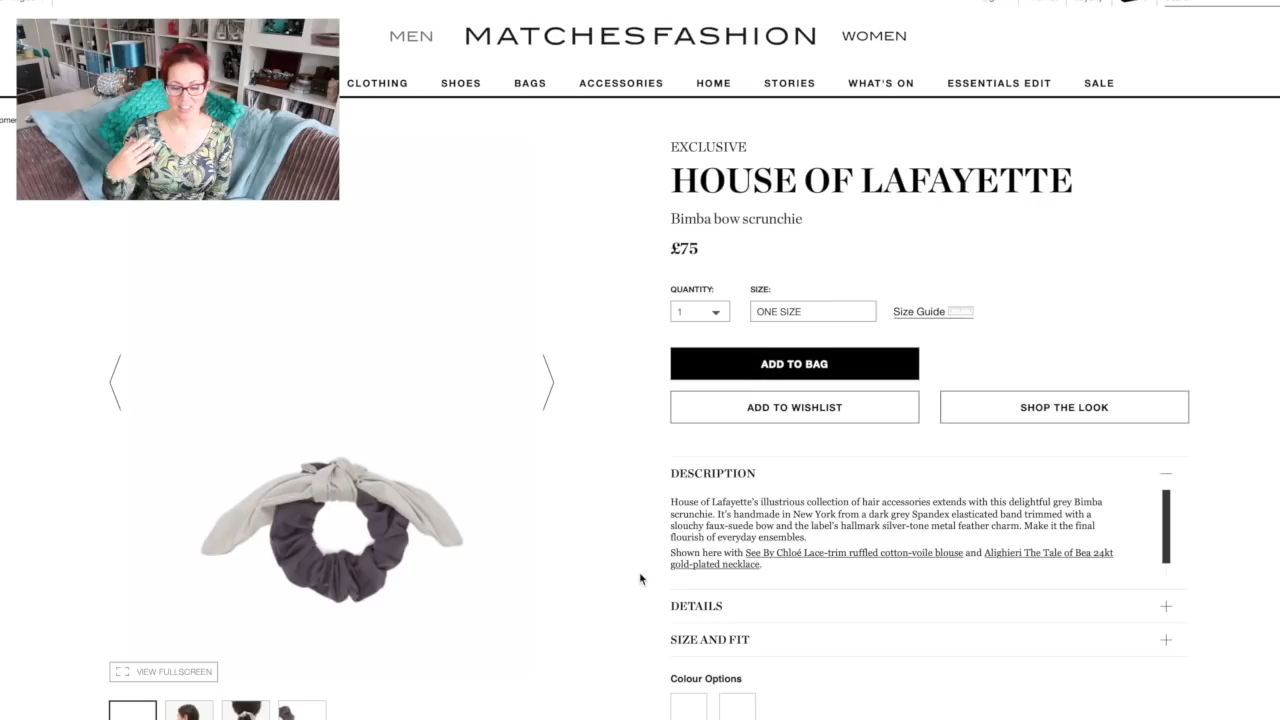 MEN
MATCHESFASHION
WOMEN
CLOTHING
SHOES
BAGS
ACCESSORIES
HOME
STORIES
WHAT'S ON
ESSENTIALS EDIT
SALE
EXCLUSIVE
HOUSE OF LAFAYETTE
Bimba bow scrunchie
£75
QUANTITY:
SIZE:
1
ONE SIZE
Size Guide
ADD TO BAG
ADD TO WISHLIST
SHOP THE LOOK
DESCRIPTION
House of Lafayette's illustrious collection of hair accessories extends with this delightful grey Bimba
scrunchie. It's handmade in New York from a dark grey Spandex elasticated band trimmed with a
slouchy faux-suede bow and the label's hallmark silver-tone metal feather charm. Make it the final
flourish of everyday ensembles.
Shown here with See By Chloé Lace-trim ruffled cotton-voile blouse and Alighieri The Tale of Bea 24kt
gold-plated necklace.
DETAILS
SIZE AND FIT
VIEW FULLSCREEN
Colour Options